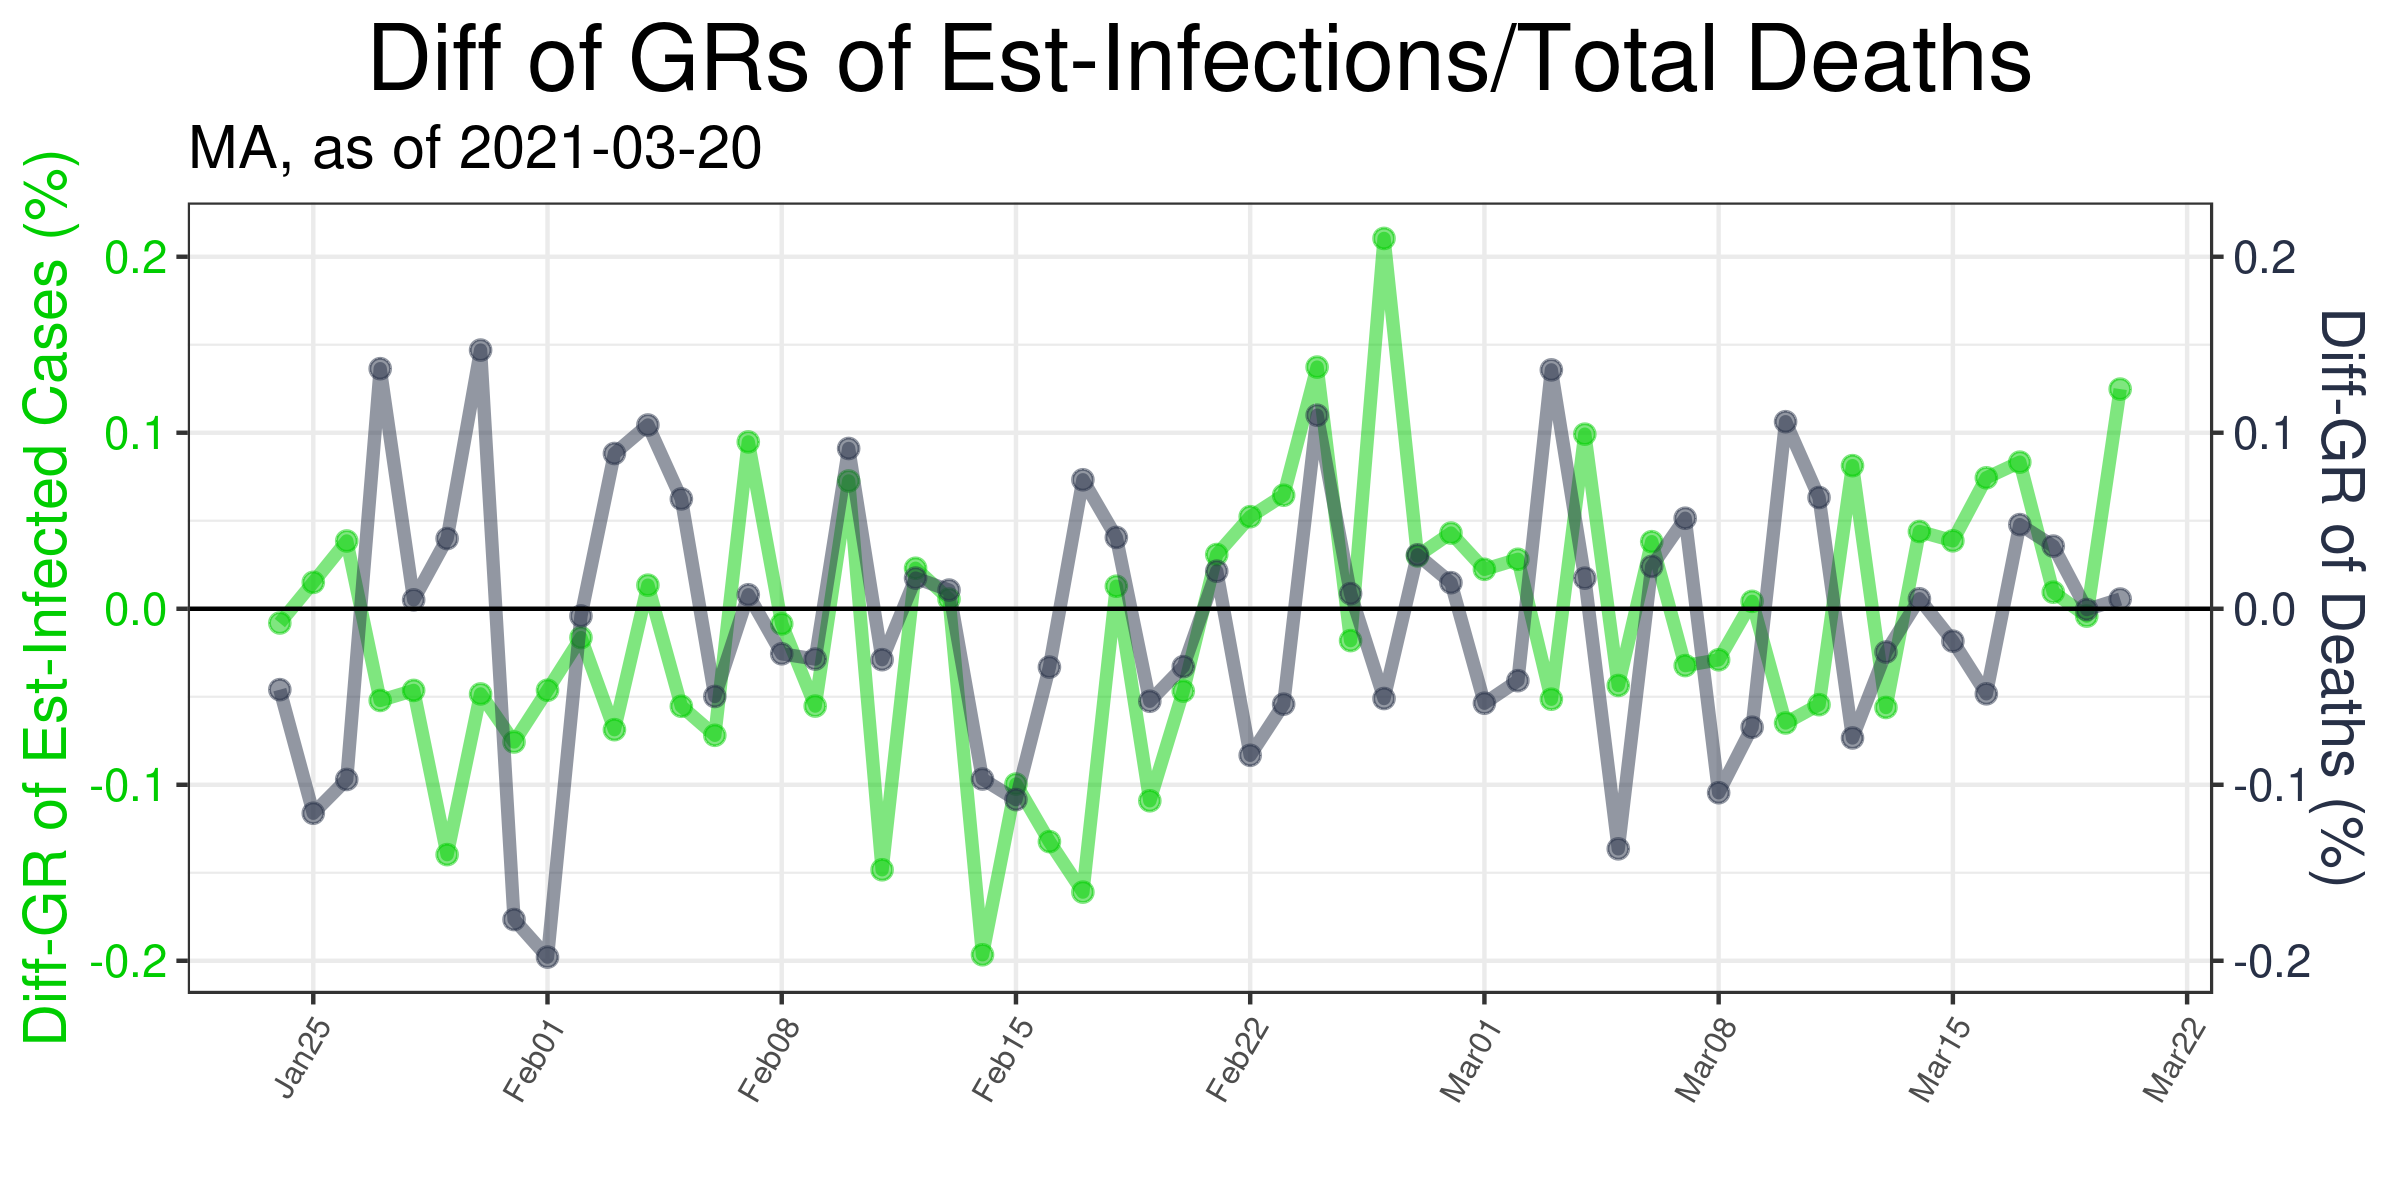 Diff of GRs of Est-Infections/Total Deaths
MA, as of 2021-03-20
Diff-GR of Est-Infected Cases (%)
0.2
0.1
0.0
-0.1
-0.2
0.2
0.1
0.0
-0.1
-0.2
Diff-GR of Deaths (%)
Jan25
Feb01
Feb08
Feb15
Feb22
Mar01
Mar08
Mar15
Mar22